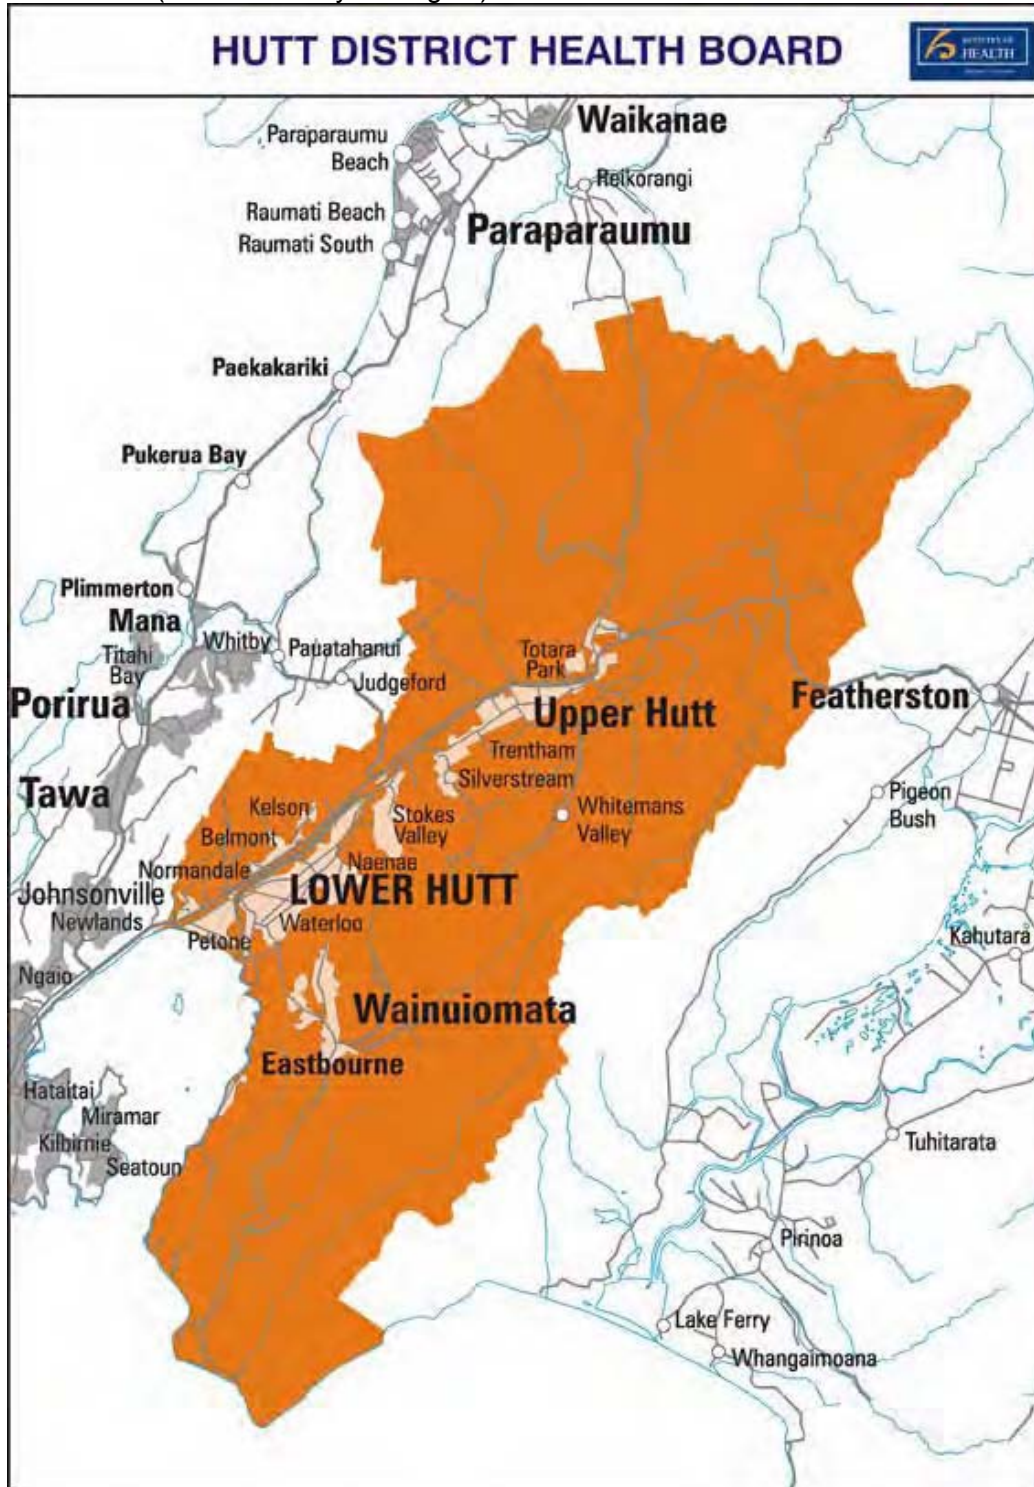 HUTT DISTRICT HEALTH BOARD
HEALTH
Waikanae
Paraparaumu
Beach
Reikorangi
Raumati Beach
Paraparaumu
Raumati South
Paekakariki
Pukerua Bay
Plimmerton
Mana
Whitby
Pauatahanui
Titahi
Bay
Totara
Park
Judgeford
Porirua
Featherston
Upper Hutt
Trentham
Silverstream
Tawa
Kelson
Stokes
Valley
Whitemans
Valley
Pigeon
Bush
Belmont
Naenae
Normandale
LOWER HUTT
Johnsonville
Newlands
Waterloo
Petone
Kahutara
Ngaio
Wainuiomata
Eastbourne
Hataitai
Miramar
Kilbirnie
Seatoun
Tuhitarata
Pirinoa
Lake Ferry
Whangaimoana